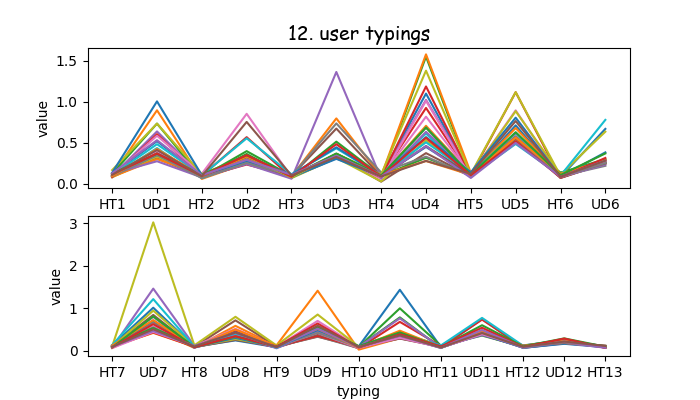 12. user typings
1.5
1.0
0.5
0.0
value
HT1 UD1 HT2 UD2 HT3 UD3 HT4 UD4 HT5 UD5 HT6 UD6
3
2
1
0
value
HT7 UD7 HT8 UD8 HT9 UD9 HT10 UD10 HT11 UD11 HT12 UD12 HT13
typing